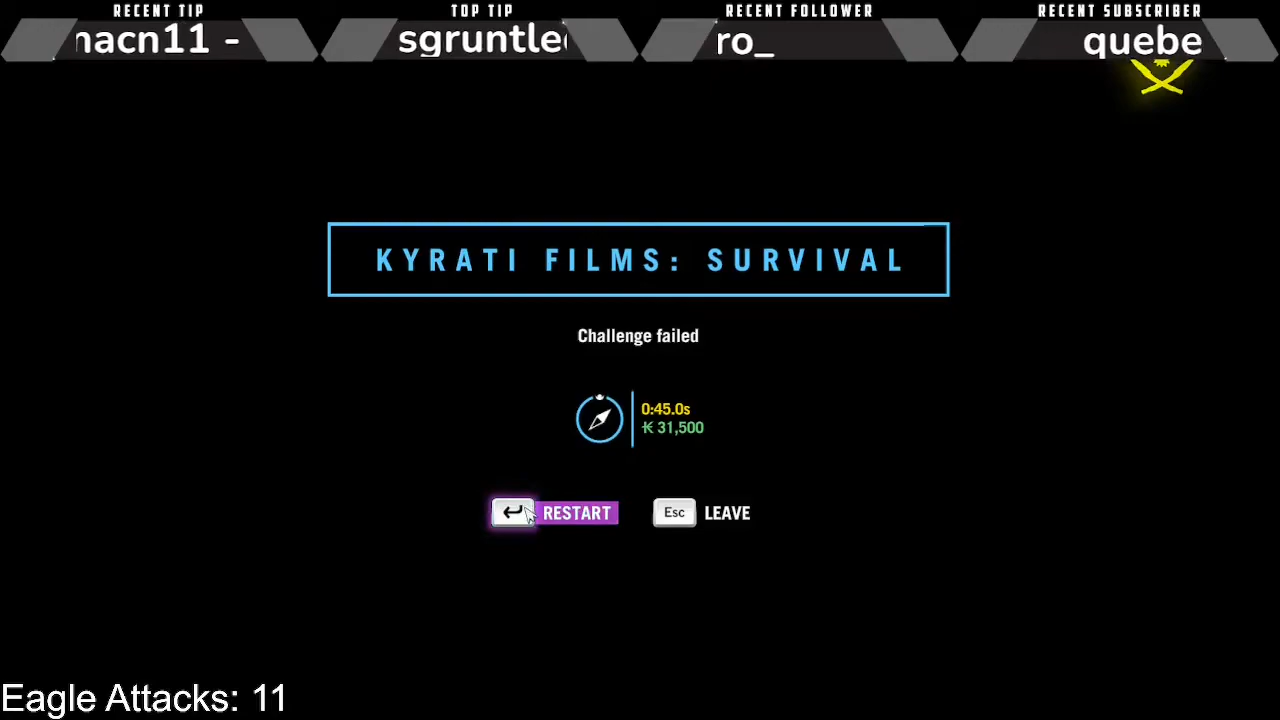 RECENT TIP
TOP TIP
RECENT FOLLOWER
RECENT SUBSCRIBER
nacn11 -
sgruntle
ro_
quebe
KYRATI FILMS: SURVIVAL
Challenge failed
0:45.0s
31,500
RESTART
Esc LEAVE
Eagle Attacks: 11